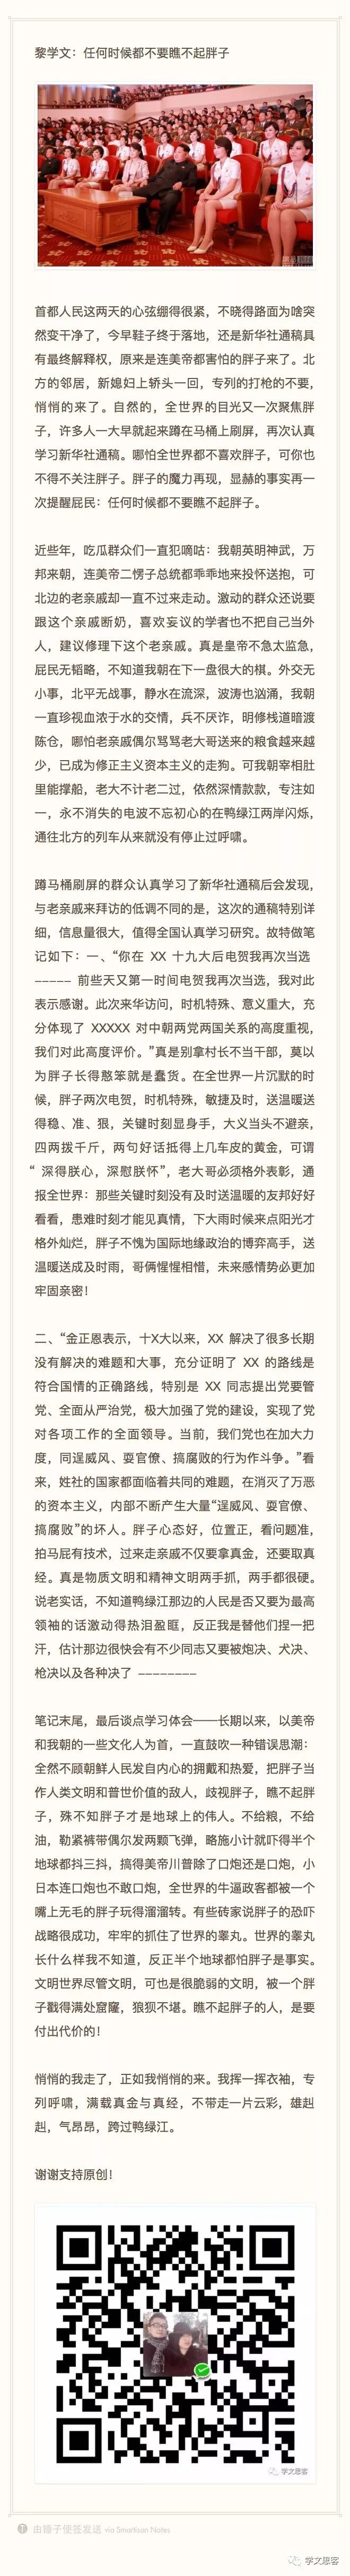 黎学文：任何时候都不要瞧不起胖子
首都人民这两天的心弦绷得很紧，不晓得路面为啥突
然变干净了，今早鞋子终于落地，还是新华社通稿具
有最终解释权，原来是连美帝都害怕的胖子来了。北
方的邻居，新媳妇上轿头一回，专列的打枪的不要，
悄悄的来了。自然的，全世界的目光又一次聚焦胖
子，许多人一大早就起来蹲在马桶上刷屏，再次认真
学习新华社通稿。哪怕全世界都不喜欢胖子，可你也
不得不关注胖子。胖子的魔力再现，显赫的事实再一
次提醒屁民：任何时候都不要瞧不起胖子。
近些年，吃瓜群众们一直犯嘀咕：我朝英明神武，万
邦来朝，连美帝二愣子总统都乖乖地来投怀送抱，可
北边的老亲戚却一直不过来走动。激动的群众还说要
跟这个亲戚断奶，喜欢妄议的学者也不把自己当外
人，建议修理下这个老亲戚。真是皇帝不急太监急，
屁民无韬略，不知道我朝在下一盘很大的棋。外交无
小事，北平无战事，静水在流深，波涛也汹涌，我朝
一直珍视血浓于水的交情，兵不厌诈，明修栈道暗渡
陈仓，哪怕老亲戚偶尔骂骂老大哥送来的粮食越来越
少，已成为修正主义资本主义的走狗。可我朝宰相肚
里能撑船，老大不计老二过，依然深情款款，专注如
一，永不消失的电波不忘初心的在鸭绿江两岸闪烁，
通往北方的列车从来就没有停止过呼啸。
蹲马桶刷屏的群众认真学习了新华社通稿后会发现，
与老亲戚来拜访的低调不同的是，这次的通稿特别详
细，信息量很大，值得全国认真学习研究。故特做笔
记如下：一、“你在 XX 十九大后电贺我再次当选
————— 前些天又第一时间电贺我再次当选，我对此
表示感谢。此次来华访问，时机特殊、意义重大，充
分体现了 XXXXX 对中朝两党两国关系的高度重视，
我们对此高度评价。”真是别拿村长不当干部，莫以
为胖子长得憨笨就是蠢货。在全世界一片沉默的时
候，胖子两次电贺，时机特殊，敏捷及时，送温暖送
得稳、准、狠，关键时刻显身手，大义当头不避亲，
四两拨千斤，两句好话抵得上几车皮的黄金，可谓
“ 深得朕心，深慰朕怀”，老大哥必须格外表彰，通
报全世界：那些关键时刻没有及时送温暖的友邦好好
看看，患难时刻才能见真情，下大雨时候来点阳光才
格外灿烂，胖子不愧为国际地缘政治的博弈高手，送
温暖送成及时雨，哥俩惺惺相惜，未来感情势必更加
牢固亲密！
二、“金正恩表示，十X大以来，XX 解决了很多长期
没有解决的难题和大事，充分证明了 XX 的路线是
符合国情的正确路线，特别是 XX 同志提出党要管
党、全面从严治党，极大加强了党的建设，实现了党
对各项工作的全面领导。当前，我们党也在加大力
度，同逞威风、耍官僚、搞腐败的行为作斗争。”看
来，姓社的国家都面临着共同的难题，在消灭了万恶
的资本主义，内部不断产生大量“逞威风、耍官僚、
搞腐败”的坏人。胖子心态好，位置正，看问题准，
拍马屁有技术，过来走亲戚不仅要拿真金，还要取真
经。真是物质文明和精神文明两手抓，两手都很硬。
说老实话，不知道鸭绿江那边的人民是否又要为最高
领袖的话激动得热泪盈眶，反正我是替他们捏一把
汗，估计那边很快会有不少同志又要被炮决、犬决、
枪决以及各种决了 ————————
笔记末尾，最后谈点学习体会——长期以来，以美帝
和我朝的一些文化人为首，一直鼓吹一种错误思潮：
全然不顾朝鲜人民发自内心的拥戴和热爱，把胖子当
作人类文明和普世价值的敌人，歧视胖子，瞧不起胖
子，殊不知胖子才是地球上的伟人。不给粮，不给
油，勒紧裤带偶尔发两颗飞弹，略施小计就吓得半个
地球都抖三抖，搞得美帝川普除了口炮还是口炮，小
日本连口炮也不敢口炮，全世界的牛逼政客都被一个
嘴上无毛的胖子玩得溜溜转。有些砖家说胖子的恐吓
战略很成功，牢牢的抓住了世界的睾丸。世界的睾丸
长什么样我不知道，反正半个地球都怕胖子是事实。
文明世界尽管文明，可也是很脆弱的文明，被一个胖
子戳得满处窟窿，狼狈不堪。瞧不起胖子的人，是要
付出代价的！
悄悄的我走了，正如我悄悄的来。我挥一挥衣袖，专
列呼啸，满载真金与真经，不带走一片云彩，雄赳
赳，气昂昂，跨过鸭绿江。
谢谢支持原创！
学文思客
由锤子便签发送 via Smartisan Notes
学文思客